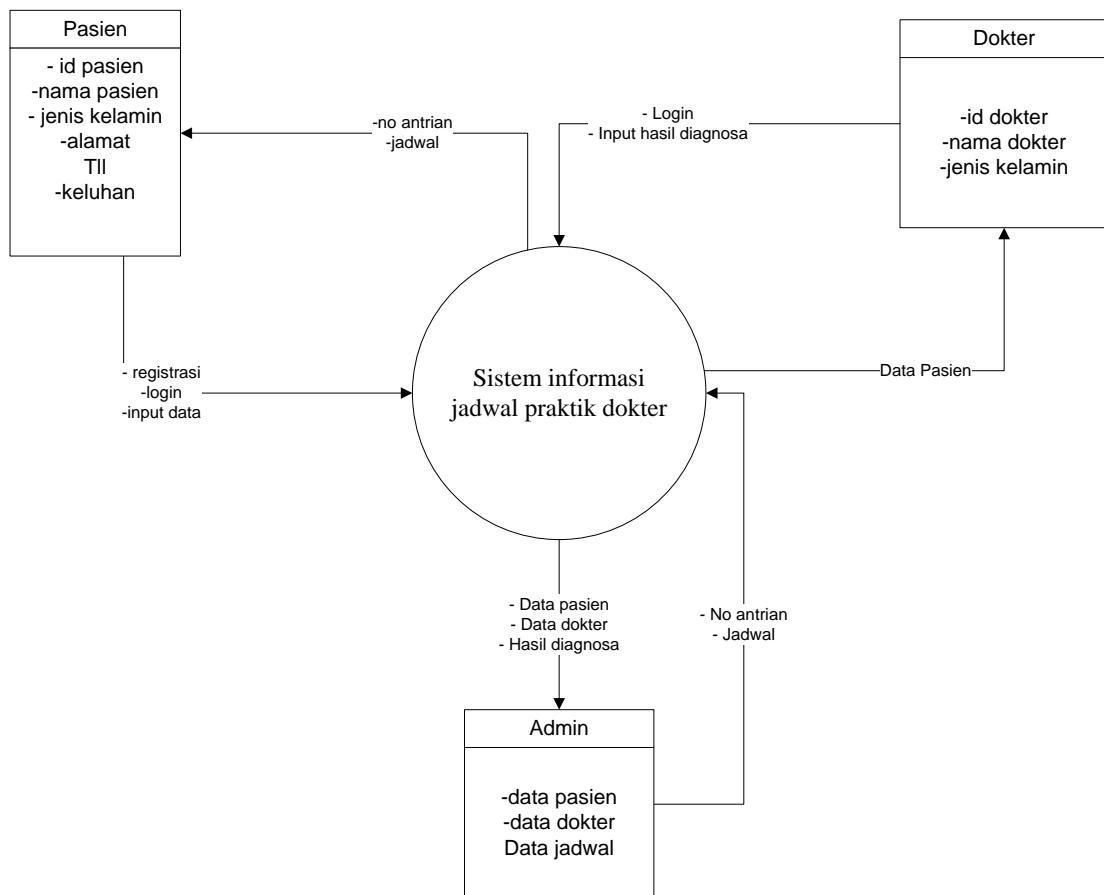 Pasien
- id pasien
-nama pasien
- jenis kelamin
-alamat
Tll
-keluhan
Dokter
-id dokter
-nama dokter
-jenis kelamin
-no antrian
-jadwal
- Login
- Input hasil diagnosa
- registrasi
-login
-input data
Sistem informasi
jadwal praktik dokter
Data Pasien
- Data pasien
- Data dokter
- Hasil diagnosa
- No antrian
- Jadwal
Admin
-data pasien
-data dokter
Data jadwal